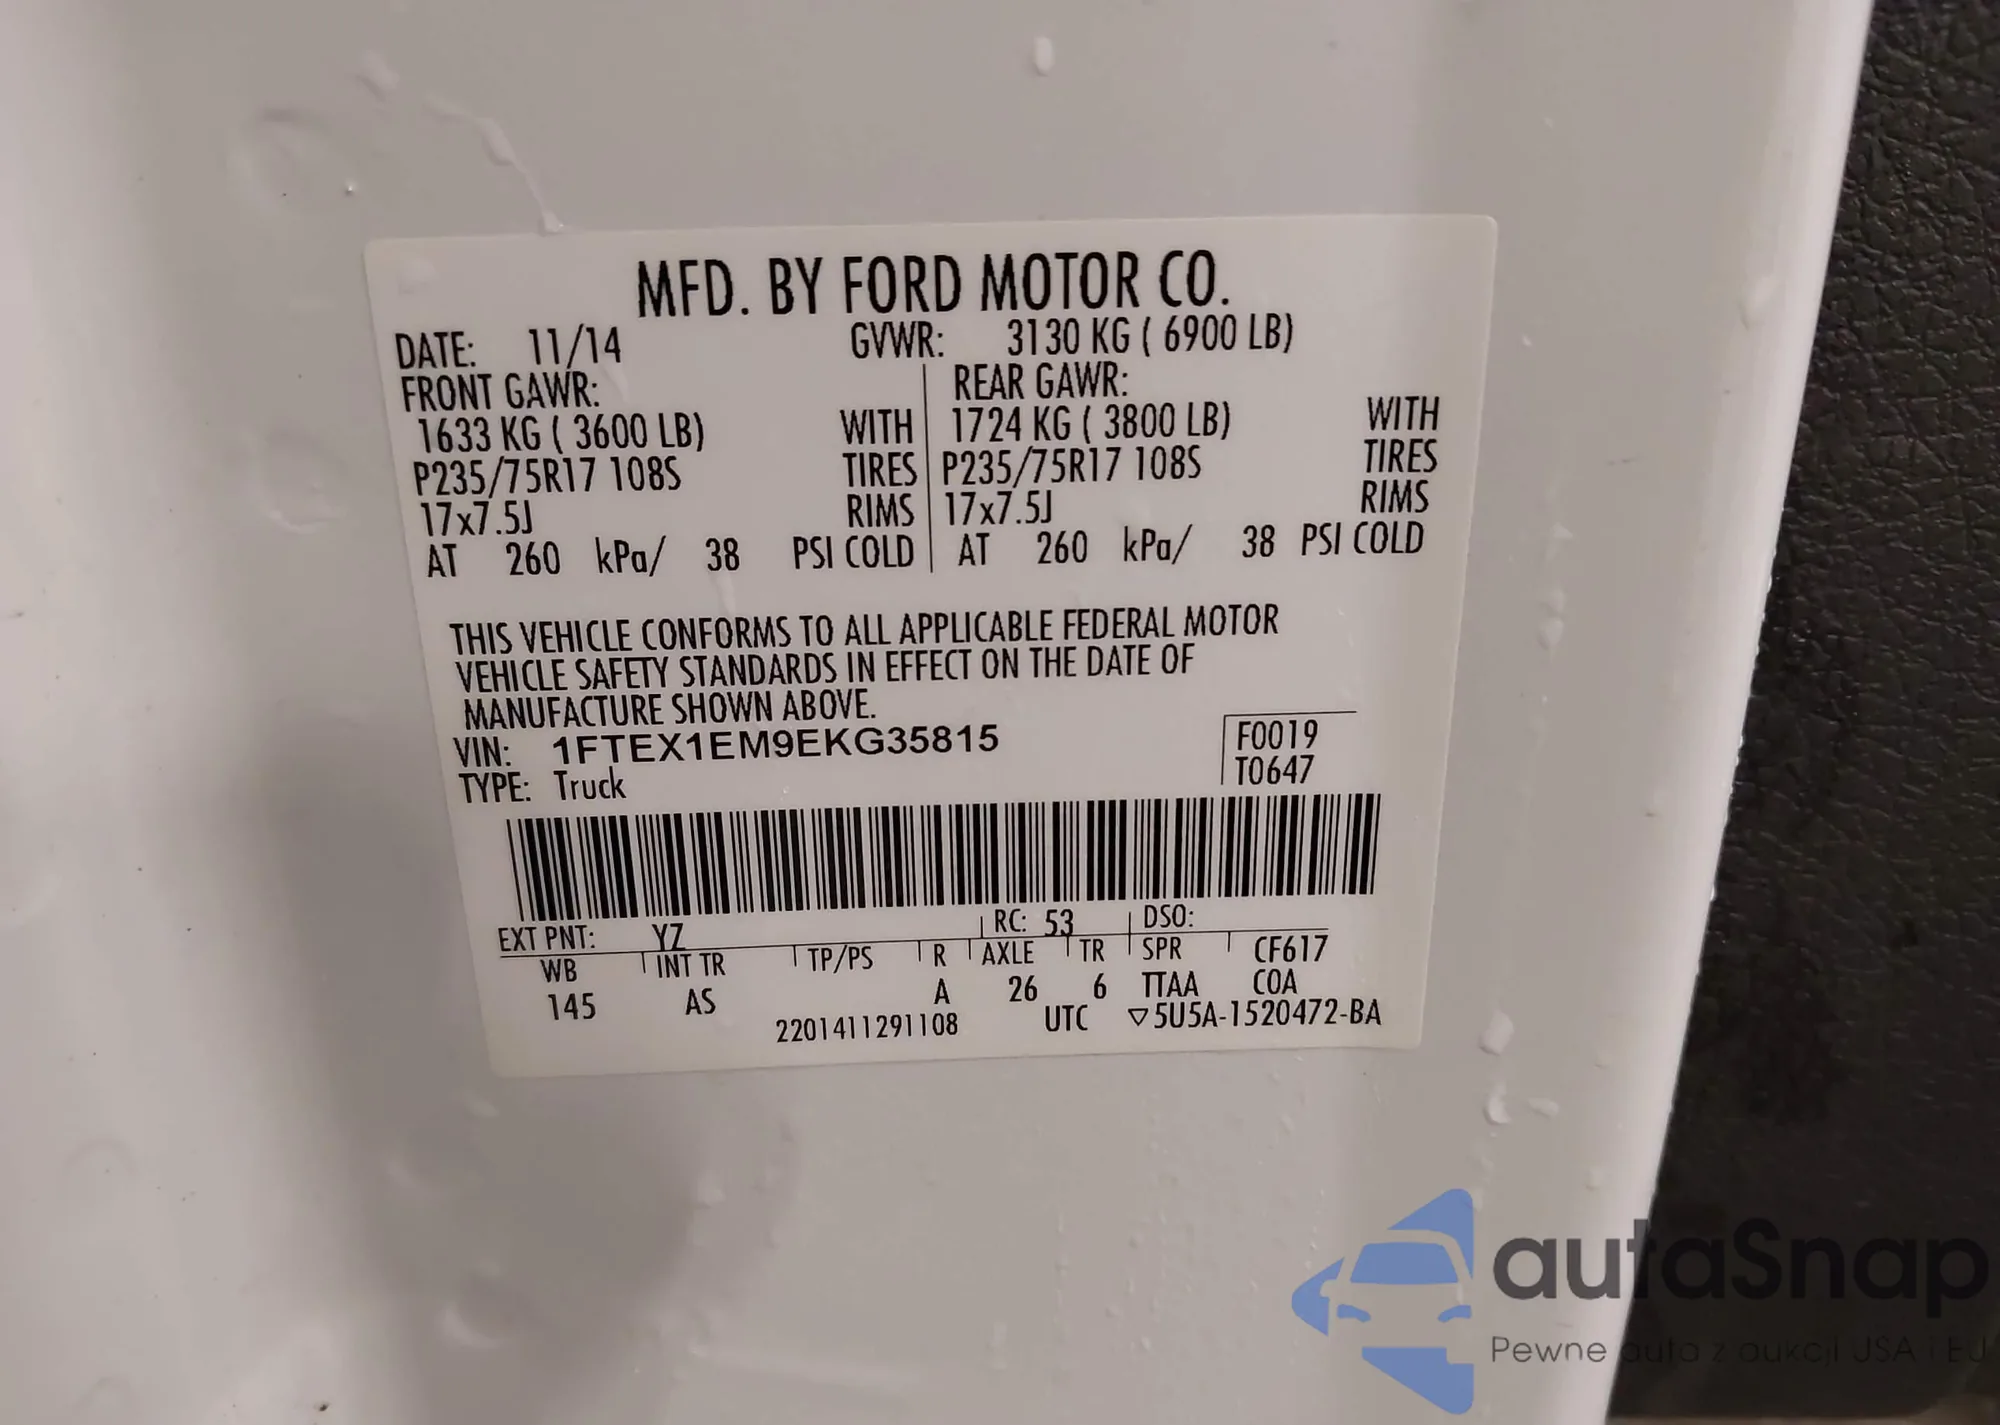 MFD. BY FORD MOTOR CO.
DATE: 11/14 GVWR: 3130 KG ( 6900 LB)
FRONT GAWR: REAR GAWR:
1633 KG ( 3600 LB) WITH 1724 KG ( 3800 LB) WITH
P235/75R17 108S TIRES P235/75R17 108S TIRES
17x7.5J RIMS 17x7.5J RIMS
AT 260 kPa/ 38 PSI COLD AT 260 kPa/ 38 PSI COLD
THIS VEHICLE CONFORMS TO ALL APPLICABLE FEDERAL MOTOR
VEHICLE SAFETY STANDARDS IN EFFECT ON THE DATE OF
MANUFACTURE SHOWN ABOVE.
VIN: 1FTEX1EM9EKG35815 F0019
TYPE: Truck T0647
EXT PNT: YZ RC: 53 DSO:
WB INT TR TP/PS R AXLE TR SPR CF617
145 AS A 26 6 TTAA COA
2201411291108 UTC ▽5U5A-1520472-BA
autaSnap
Pewne auta z aukcji USA i EU